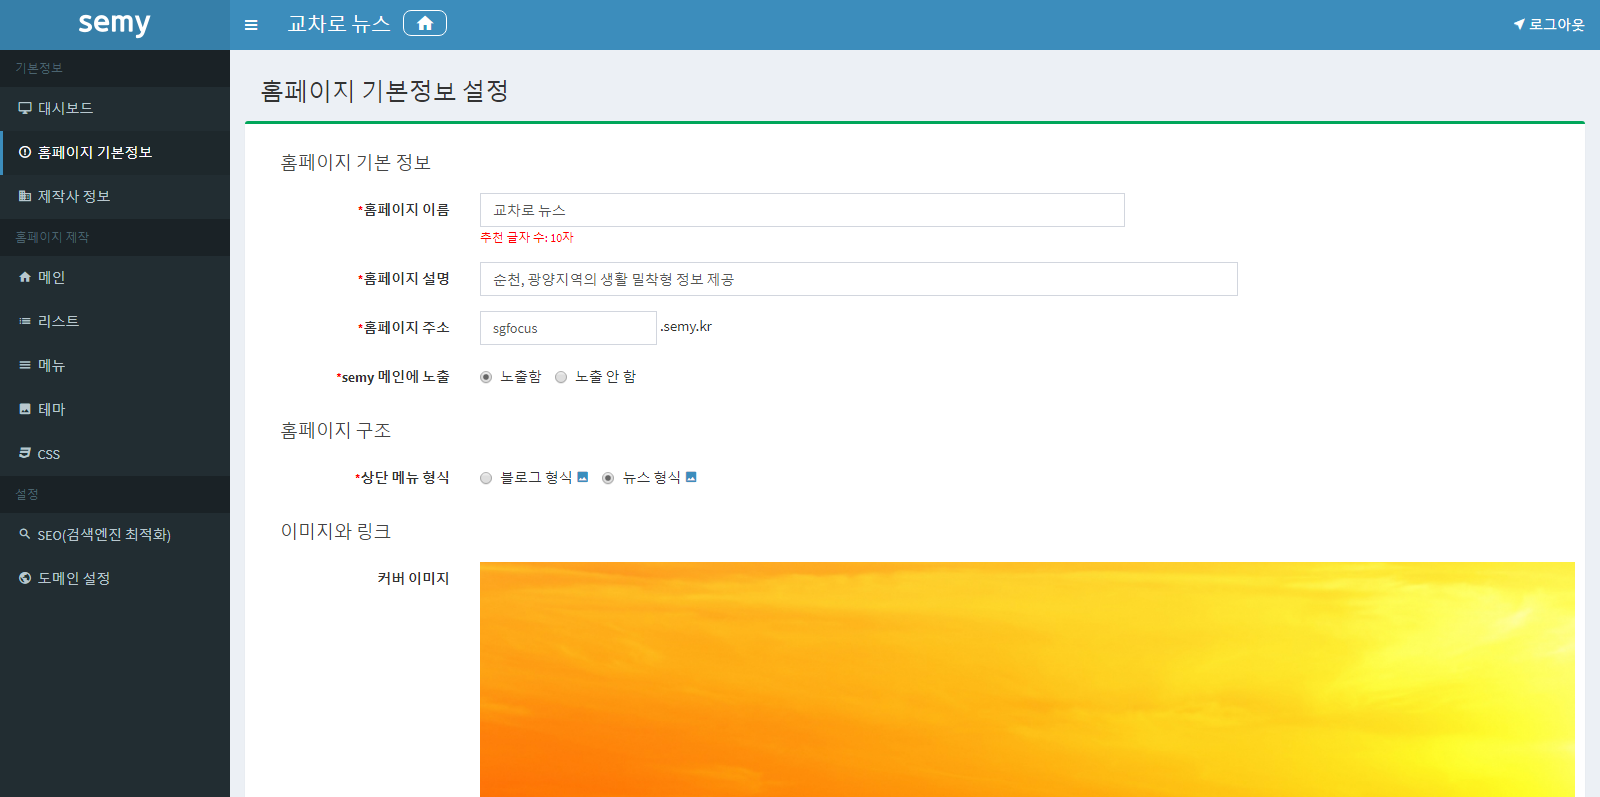 semy
교차로 뉴스
로그아웃
기본정보
대시보드
홈페이지 기본정보
제작사 정보
홈페이지 제작
메인
리스트
메뉴
테마
CSS
설정
SEO(검색엔진 최적화)
도메인 설정
홈페이지 기본정보 설정
홈페이지 기본 정보
*홈페이지 이름 교차로 뉴스
추천 글자 수: 10자
*홈페이지 설명 순천, 광양지역의 생활 밀착형 정보 제공
*홈페이지 주소 sgfocus .semy.kr
*semy 메인에 노출 노출함 노출 안 함
홈페이지 구조
*상단 메뉴 형식 블로그 형식 뉴스 형식
이미지와 링크
커버 이미지